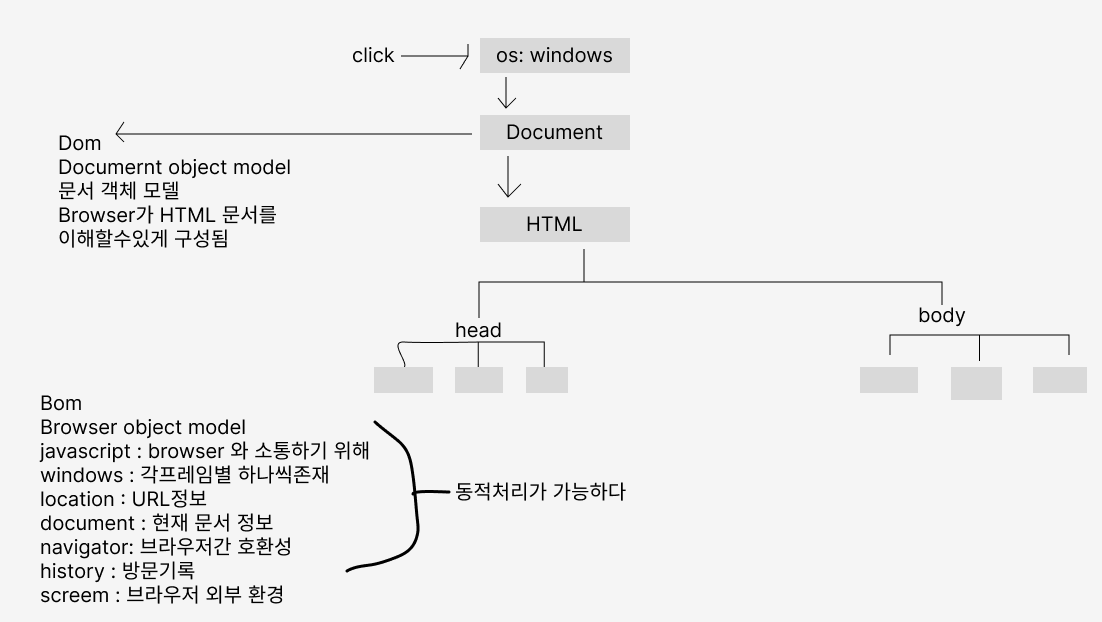 click
os: windows
Document
Dom
Documernt object model
문서 객체 모델
Browser가 HTML 문서를
이해할수있게 구성됨
HTML
head
body
Bom
Browser object model
javascript : browser 와 소통하기 위해
windows : 각프레임별 하나씩존재
location : URL정보
document : 현재 문서 정보
navigator: 브라우저간 호환성
history : 방문기록
screem : 브라우저 외부 환경
동적처리가 가능하다